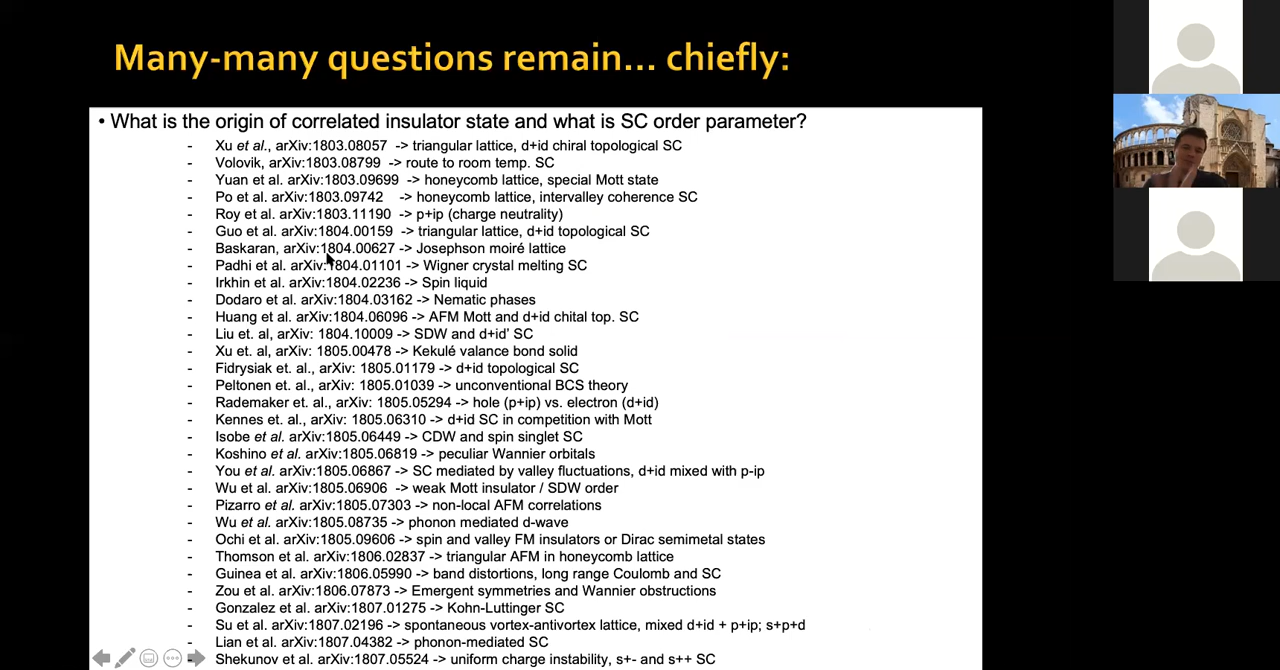 Many-many questions remain... chiefly:
• What is the origin of correlated insulator state and what is SC order parameter?
- Xu et al., arXiv:1803.08057 -> triangular lattice, d+id chiral topological SC
- Volovik, arXiv:1803.08799 -> route to room temp. SC
- Yuan et al. arXiv:1803.09699 -> honeycomb lattice, special Mott state
- Po et al. arXiv:1803.09742 -> honeycomb lattice, intervalley coherence SC
- Roy et al. arXiv:1803.11190 -> p+ip (charge neutrality)
- Guo et al. arXiv:1804.00159 -> triangular lattice, d+id topological SC
- Baskaran, arXiv:1804.00627 -> Josephson moiré lattice
- Padhi et al. arXiv:1804.01101 -> Wigner crystal melting SC
- Irkhin et al. arXiv:1804.02236 -> Spin liquid
- Dodaro et al. arXiv:1804.03162 -> Nematic phases
- Huang et al. arXiv:1804.06096 -> AFM Mott and d+id chital top. SC
- Liu et. al, arXiv: 1804.10009 -> SDW and d+id' SC
- Xu et. al, arXiv: 1805.00478 -> Kekulé valance bond solid
- Fidrysiak et. al, arXiv: 1805.01179 -> d+id topological SC
- Peltonen et. al., arXiv: 1805.01039 -> unconventional BCS theory
- Rademaker et. al., arXiv: 1805.05294 -> hole (p+ip) vs. electron (d+id)
- Kennes et. al., arXiv: 1805.06310 -> d+id SC in competition with Mott
- Isobe et al. arXiv:1805.06449 -> CDW and spin singlet SC
- Koshino et al. arXiv:1805.06819 -> peculiar Wannier orbitals
- You et al. arXiv:1805.06867 -> SC mediated by valley fluctuations, d+id mixed with p-ip
- Wu et al. arXiv:1805.06906 -> weak Mott insulator / SDW order
- Pizarro et al. arXiv:1805.07303 -> non-local AFM correlations
- Wu et al. arXiv:1805.08735 -> phonon mediated d-wave
- Ochi et al. arXiv:1805.09606 -> spin and valley FM insulators or Dirac semimetal states
- Thomson et al. arXiv:1806.02837 -> triangular AFM in honeycomb lattice
- Guinea et al. arXiv:1806.05990 -> band distortions, long range Coulomb and SC
- Zou et al. arXiv:1806.07873 -> Emergent symmetries and Wannier obstructions
- Gonzalez et al. arXiv:1807.01275 -> Kohn-Luttinger SC
- Su et al. arXiv:1807.02196 -> spontaneous vortex-antivortex lattice, mixed d+id + p+ip; s+p+d
- Lian et al. arXiv:1807.04382 -> phonon-mediated SC
- Shekunov et al. arXiv:1807.05524 -> uniform charge instability, s+- and s++ SC